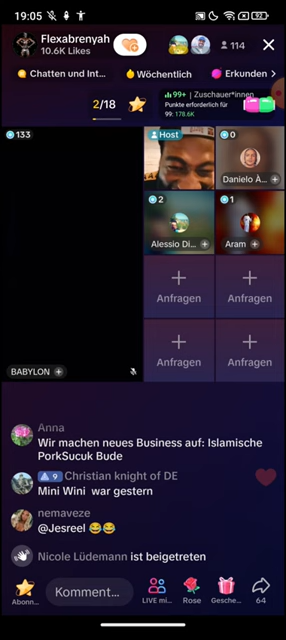 19:05
92
Flexabrenyah
10.6K Likes
114
Chatten und Int...
Wöchentlich
Erkunden
2/18
99+ | Zuschauer*innen
Punkte erforderlich für
99: 178.6K
133
Host
0
Danielo À...
2
Alessio Di...
1
Aram
Anfragen
Anfragen
Anfragen
Anfragen
BABYLON
Anna
Wir machen neues Business auf: Islamische
PorkSucuk Bude
9 Christian knight of DE
Mini Wini war gestern
nemaveze
@Jesreel 😂😂
Nicole Lüdemann ist beigetreten
Abonn...
Komment...
LIVE mi...
Rose
Gesche...
64